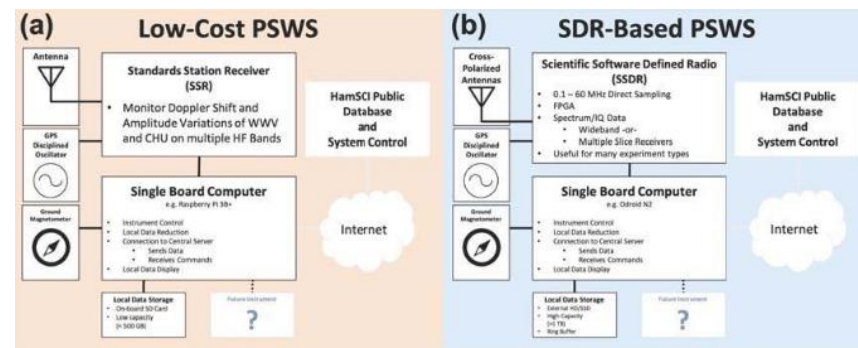 (a)
Low-Cost PSWS
Antenna
Standards Station Receiver
(SSR)
• Monitor Doppler Shift and
Amplitude Variations of WWV
and CHU on multiple HF Bands
HamSCI Public
Database
and
System Control
GPS
Disciplined
Oscillator
Single Board Computer
e.g. Raspberry Pi 3B+
• Instrument Control
• Local Data Reduction
• Connection to Central Server
• Sends Data
• Receives Commands
• Local Data Display
Ground
Magnetometer
Internet
Local Data Storage
• On-board SD Card
• Low capacity
(< 500 GB)
Future Instrument
?
(b)
SDR-Based PSWS
Cross-
Polarized
Antennas
Scientific Software Defined Radio
(SSDR)
• 0.1 – 60 MHz Direct Sampling
• FPGA
• Spectrum/IQ Data
• Wideband -or-
• Multiple Slice Receivers
• Useful for many experiment types
HamSCI Public
Database
and
System Control
GPS
Disciplined
Oscillator
Single Board Computer
e.g. Odroid N2
• Instrument Control
• Local Data Reduction
• Connection to Central Server
• Sends Data
• Receives Commands
• Local Data Display
Ground
Magnetometer
Internet
Local Data Storage
• External HD/SSD
• High-Capacity
(>1 TB)
• Ring Buffer
Future Instrument
?